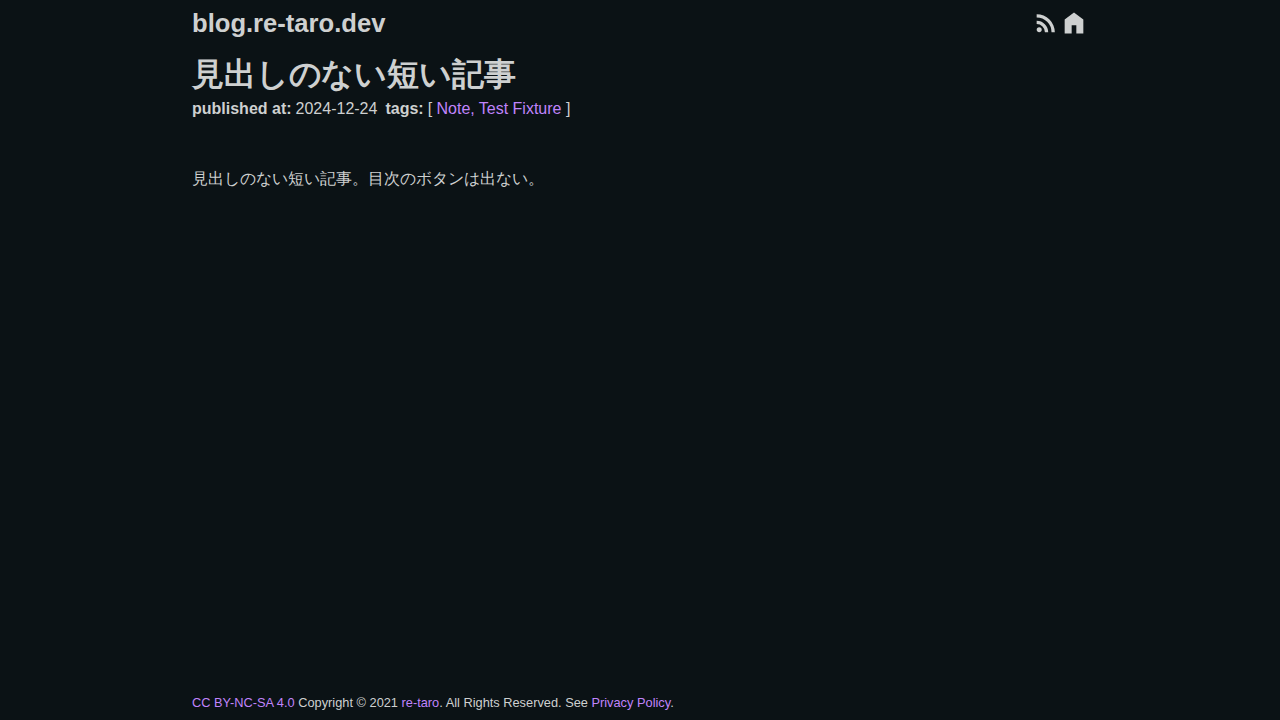 blog.re-taro.dev
見出しのない短い記事
published at: 2024-12-24 tags: [ Note, Test Fixture ]
見出しのない短い記事。目次のボタンは出ない。
CC BY-NC-SA 4.0 Copyright © 2021 re-taro. All Rights Reserved. See Privacy Policy.